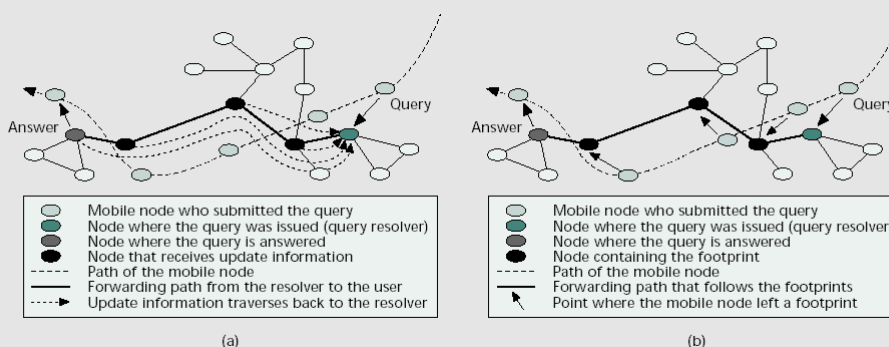 Answer
Query
Mobile node who submitted the query
Node where the query was issued (query resolver)
Node where the query is answered
Node that receives update information
Path of the mobile node
Forwarding path from the resolver to the user
Update information traverses back to the resolver
(a)
Answer
Query
Mobile node who submitted the query
Node where the query was issued (query resolver
Node where the query is answered
Node containing the footprint
Path of the mobile node
Forwarding path that follows the footprints
Point where the mobile node left a footprint
(b)